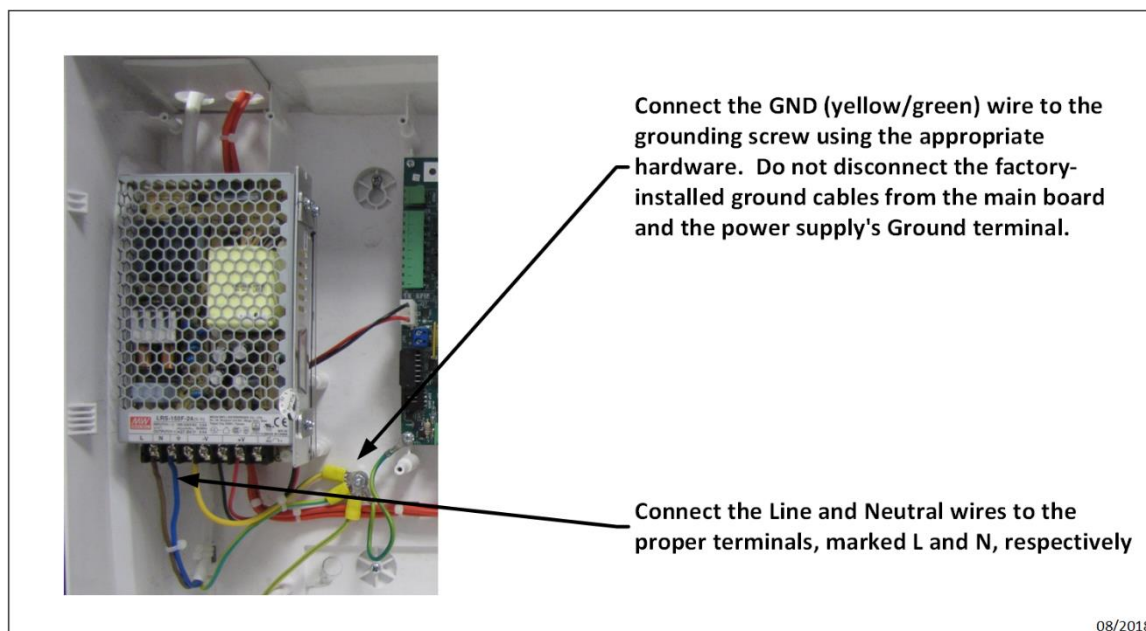 Connect the GND (yellow/green) wire to the
grounding screw using the appropriate
hardware.  Do not disconnect the factory-
installed ground cables from the main board
and the power supply's Ground terminal.
L N -V +V
Connect the Line and Neutral wires to the
proper terminals, marked L and N, respectively
08/2018